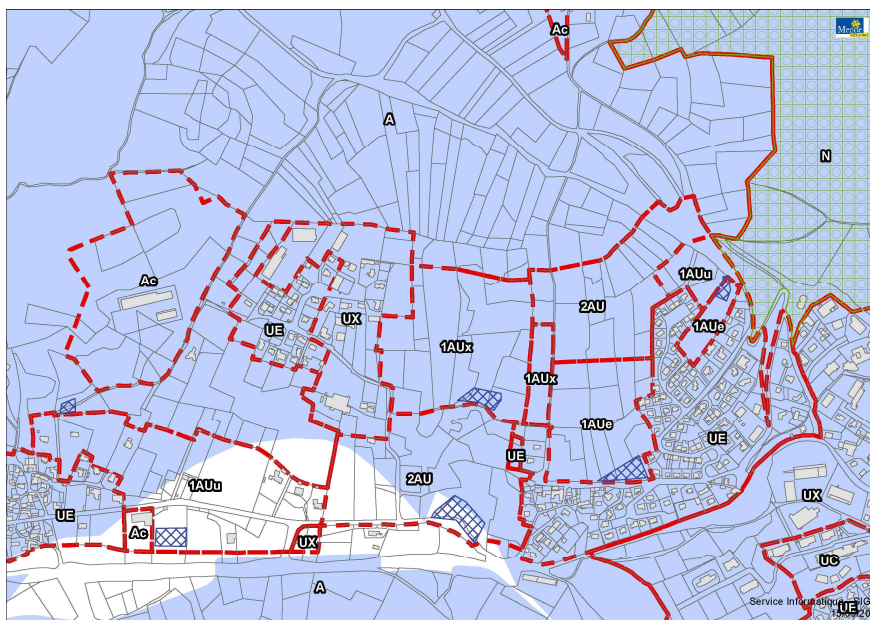 Ac
Mende
A
N
Ac
1AUu
2AU
UE
UX
1AUe
1AUx
1AUx
1AUe
UE
UE
2AU
1AUu
UX
UE
Ac
UX
UC
A
Service Informatique - SIG
UE